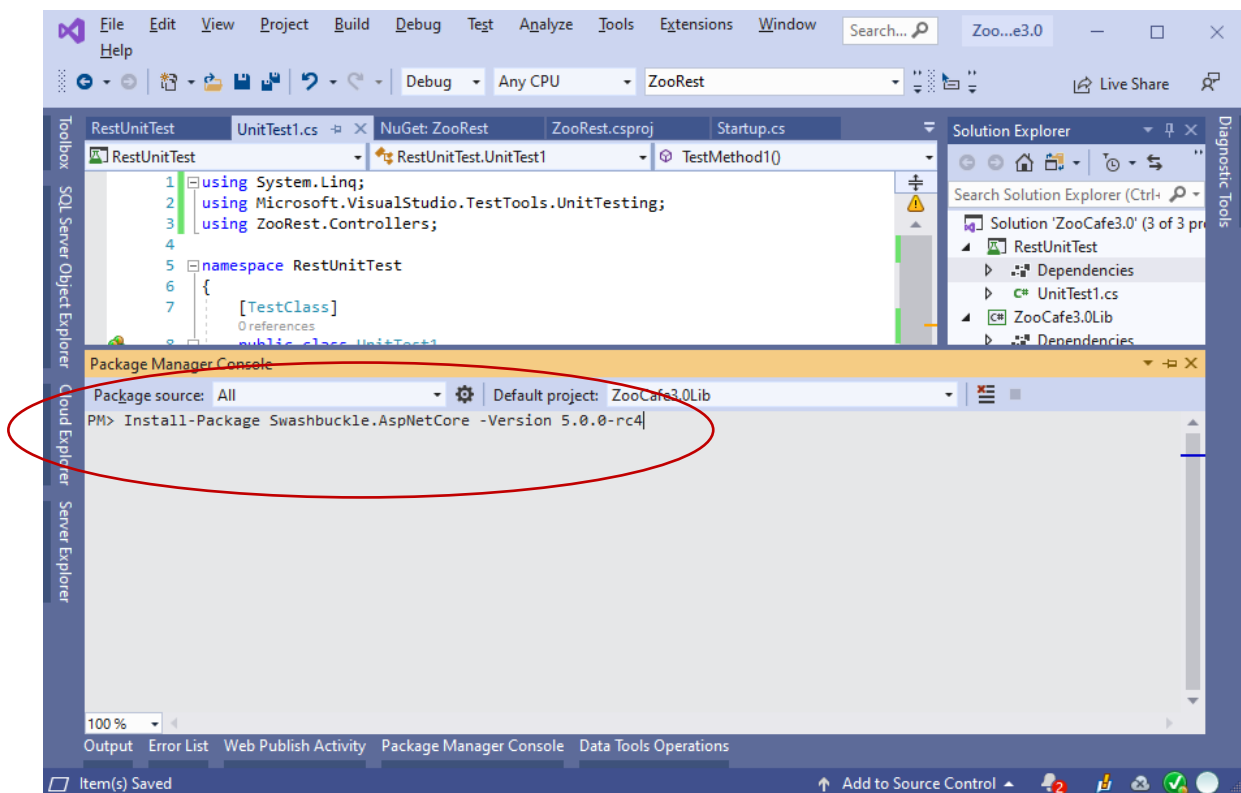 File Edit View Project Build Debug Test Analyze Tools Extensions Window Search... Zoo...e3.0
Help
Debug Any CPU ZooRest Live Share
RestUnitTest UnitTest1.cs NuGet: ZooRest ZooRest.csproj Startup.cs
RestUnitTest RestUnitTest.UnitTest1 TestMethod1()
1 using System.Linq;
2 using Microsoft.VisualStudio.TestTools.UnitTesting;
3 using ZooRest.Controllers;
4
5 namespace RestUnitTest
6 {
7 [TestClass]
0 references
8 public class UnitTest1
Solution Explorer
Search Solution Explorer (Ctrl+
Solution 'ZooCafe3.0' (3 of 3 pr
RestUnitTest
Dependencies
C# UnitTest1.cs
C# ZooCafe3.0Lib
Dependencies
Toolbox
SQL Server Object Explorer
Cloud Explorer
Server Explorer
Diagnostic Tools
Package Manager Console
Package source: All Default project: ZooCafe3.0Lib
PM> Install-Package Swashbuckle.AspNetCore -Version 5.0.0-rc4
100 %
Output Error List Web Publish Activity Package Manager Console Data Tools Operations
Item(s) Saved Add to Source Control 2